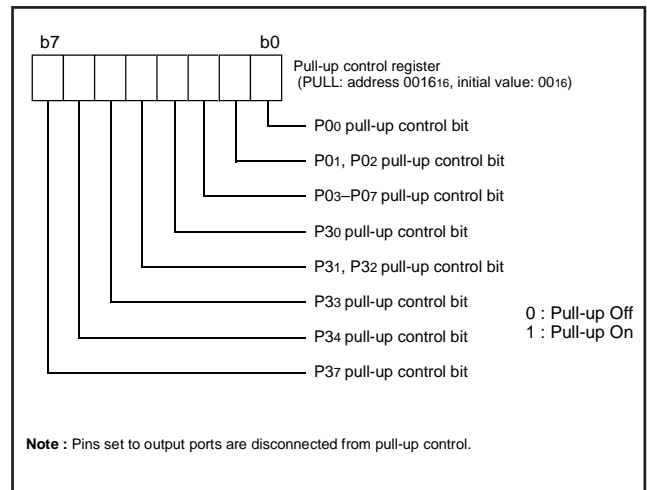 b7 b0
Pull-up control register
(PULL: address 001616, initial value: 0016)
P00 pull-up control bit
P01, P02 pull-up control bit
P03–P07 pull-up control bit
P30 pull-up control bit
P31, P32 pull-up control bit
P33 pull-up control bit
P34 pull-up control bit
P37 pull-up control bit
0 : Pull-up Off
1 : Pull-up On
Note : Pins set to output ports are disconnected from pull-up control.